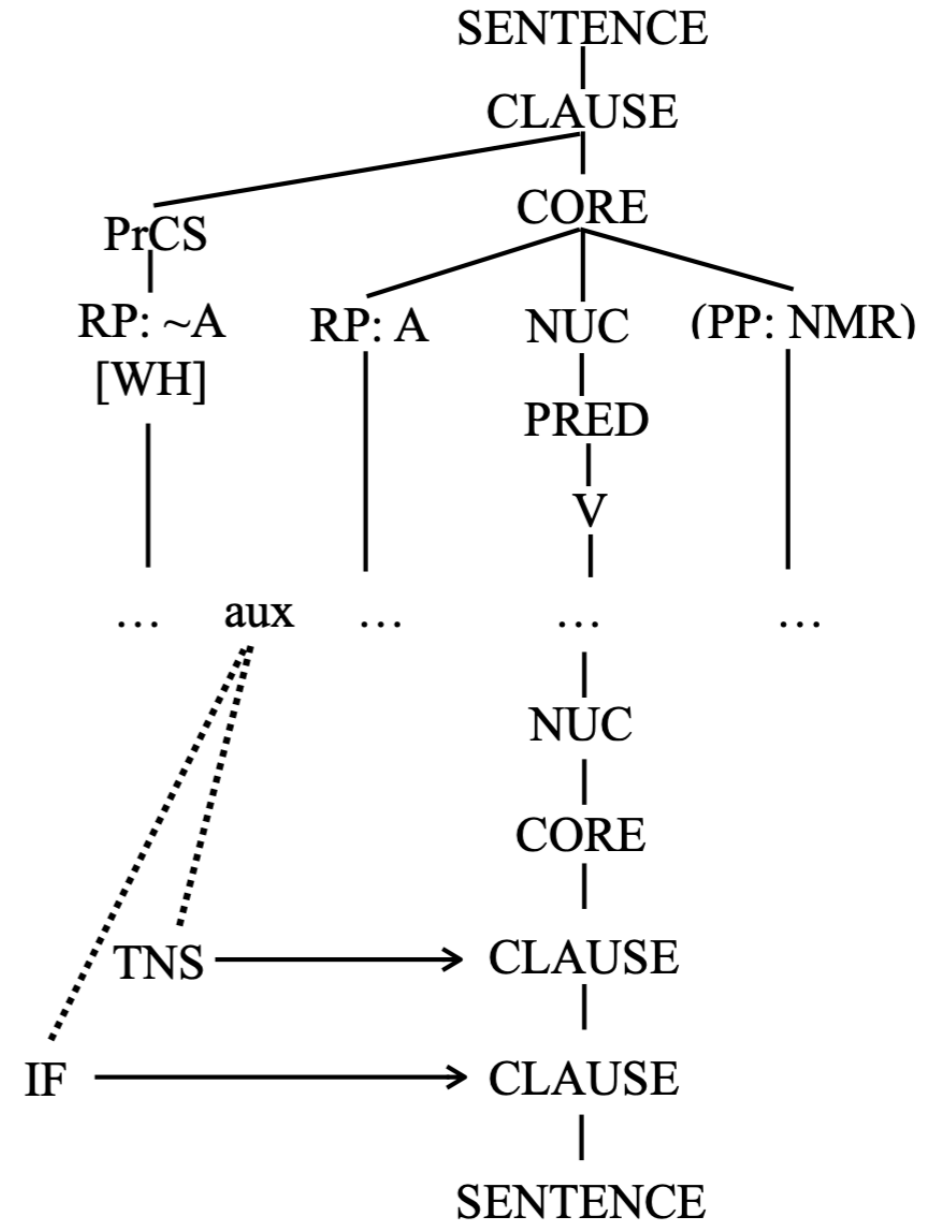 SENTENCE
CLAUSE
CORE
PrCS
RP: ~A RP: A NUC (PP: NMR)
[WH]
PRED
V
… aux … … …
NUC
CORE
TNS CLAUSE
IF CLAUSE
SENTENCE